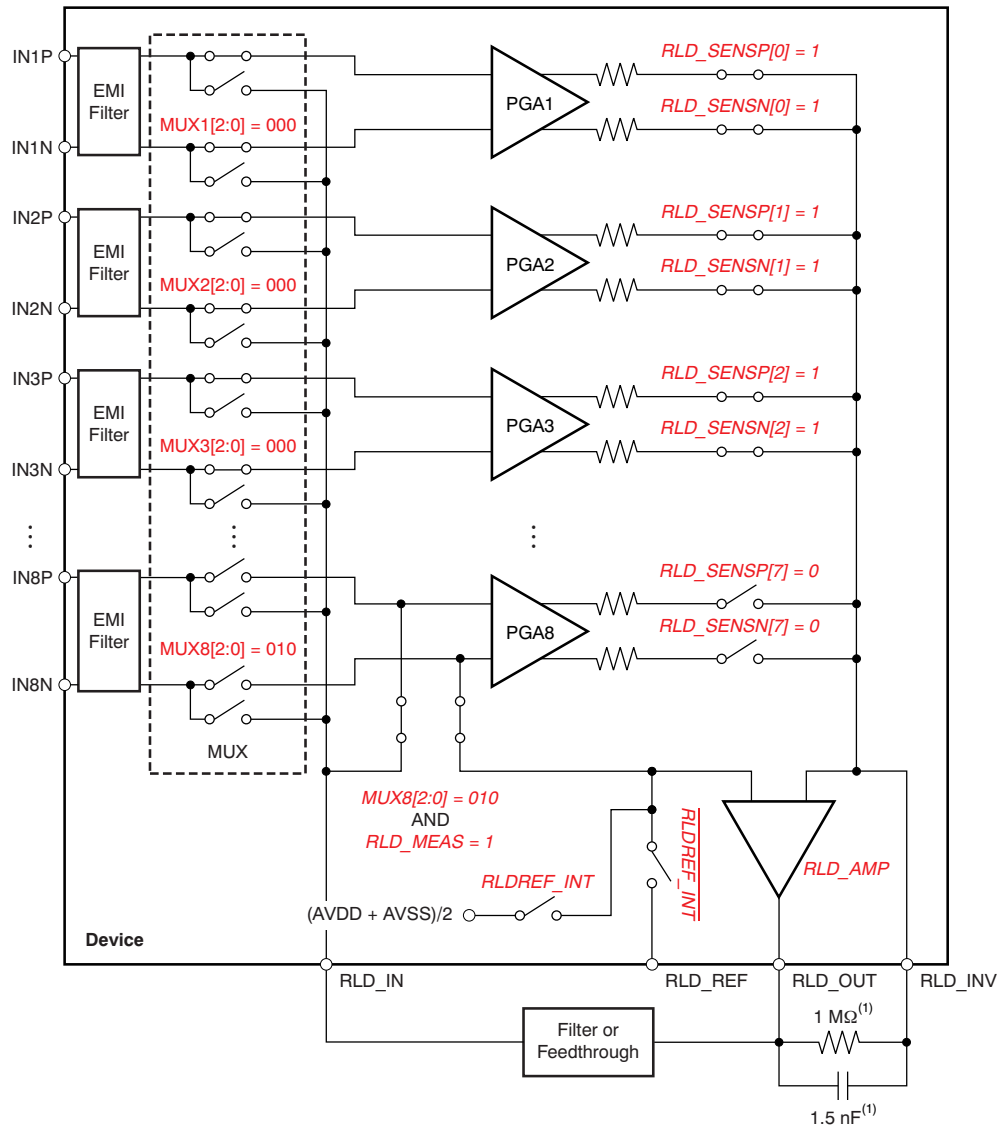 IN1P
EMI
Filter
IN1N
MUX1[2:0] = 000
PGA1
RLD_SENSP[0] = 1
RLD_SENSN[0] = 1
IN2P
EMI
Filter
IN2N
MUX2[2:0] = 000
PGA2
RLD_SENSP[1] = 1
RLD_SENSN[1] = 1
IN3P
EMI
Filter
IN3N
MUX3[2:0] = 000
PGA3
RLD_SENSP[2] = 1
RLD_SENSN[2] = 1
IN8P
EMI
Filter
IN8N
MUX8[2:0] = 010
PGA8
RLD_SENSP[7] = 0
RLD_SENSN[7] = 0
MUX
MUX8[2:0] = 010
AND
RLD_MEAS = 1
RLDREF_INT
RLDREF_INT
RLD_AMP
(AVDD + AVSS)/2
Device
RLD_IN
RLD_REF
RLD_OUT
RLD_INV
Filter or
Feedthrough
1 MΩ(1)
1.5 nF(1)